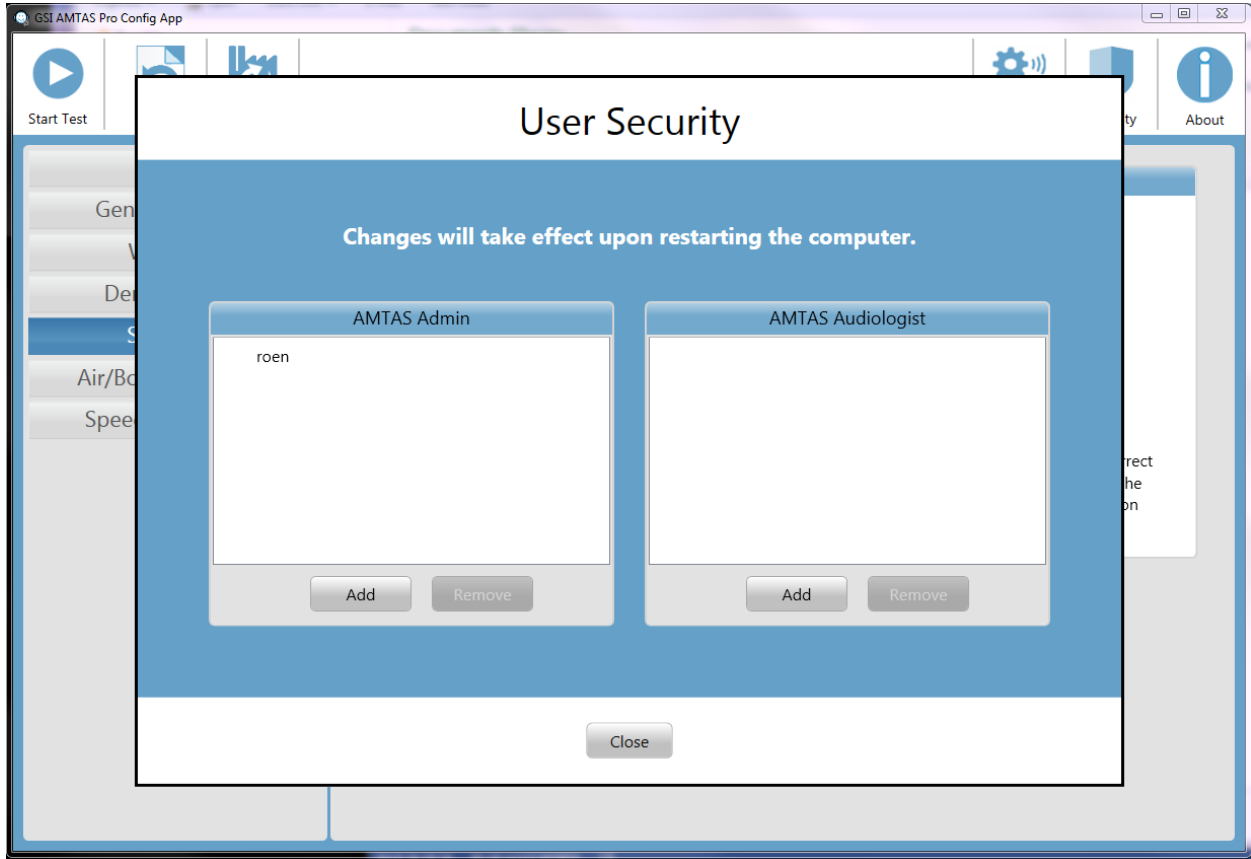 GSI AMTAS Pro Config App
Start Test
About
User Security
Changes will take effect upon restarting the computer.
AMTAS Admin
AMTAS Audiologist
roen
Add
Remove
Add
Remove
Close